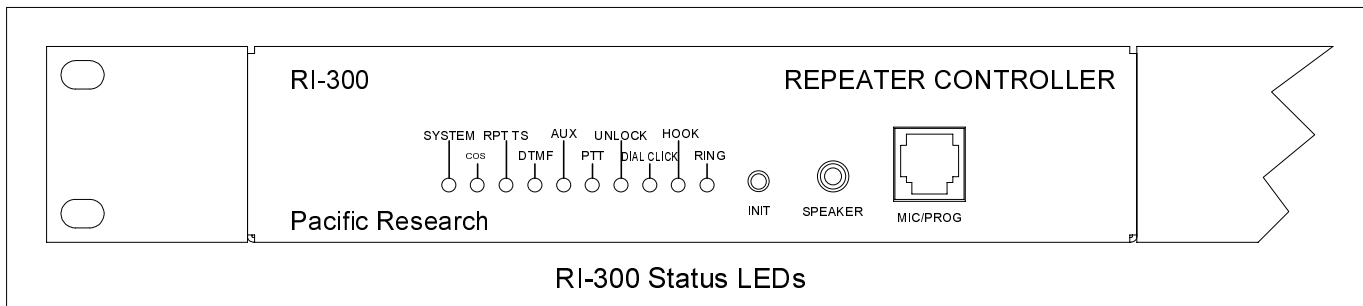 RI-300 REPEATER CONTROLLER
SYSTEM RPT TS AUX UNLOCK HOOK
COS DTMF PTT DIAL CLICK RING
INIT SPEAKER MIC/PROG
Pacific Research
RI-300 Status LEDs